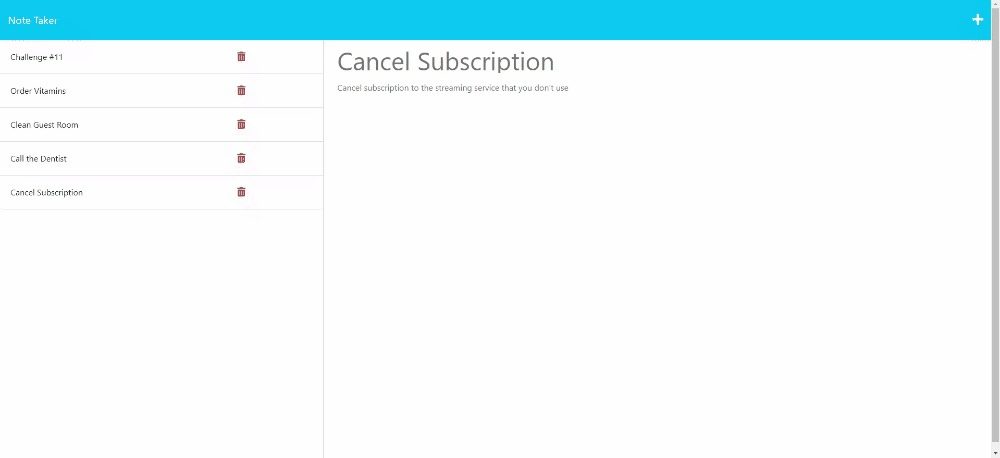 Note Taker
Challenge #11
Order Vitamins
Clean Guest Room
Call the Dentist
Cancel Subscription
Cancel Subscription
Cancel subscription to the streaming service that you don't use